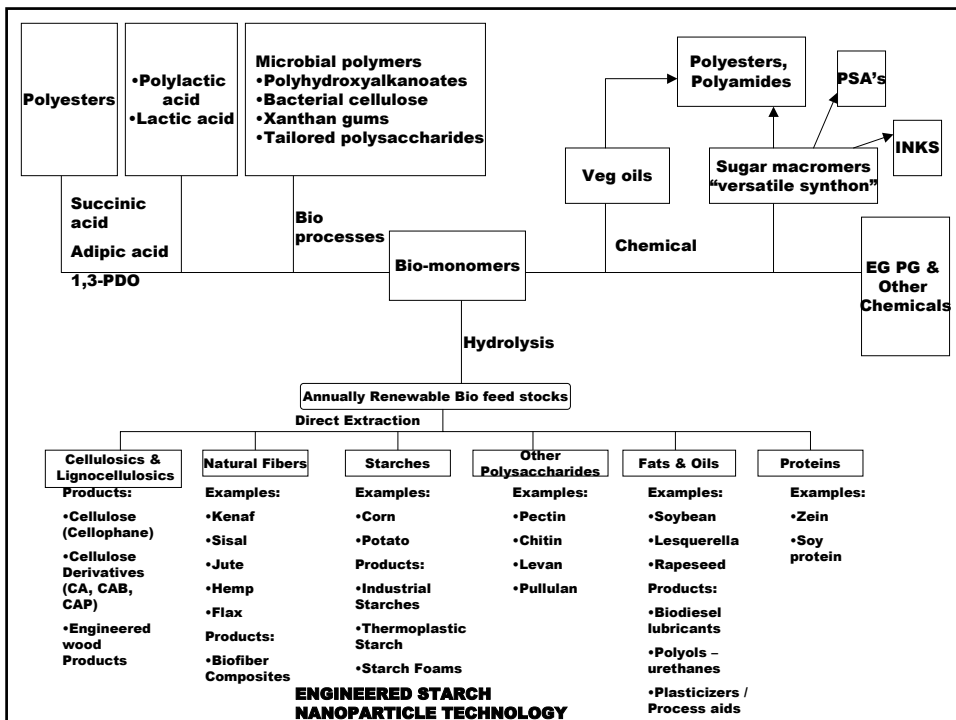 Polyesters
•Polylactic
acid
•Lactic acid
Microbial polymers
•Polyhydroxyalkanoates
•Bacterial cellulose
•Xanthan gums
•Tailored polysaccharides
Polyesters,
Polyamides
PSA's
INKS
Veg oils
Sugar macromers
“versatile synthon”
Succinic
acid
Adipic acid
1,3-PDO
Bio
processes
Bio-monomers
Chemical
EG PG &
Other
Chemicals
Hydrolysis
Annually Renewable Bio feed stocks
Direct Extraction
Cellulosics &
Lignocellulosics
Products:
•Cellulose
(Cellophane)
•Cellulose
Derivatives
(CA, CAB,
CAP)
•Engineered
wood
Products
Natural Fibers
Examples:
•Kenaf
•Sisal
•Jute
•Hemp
•Flax
Products:
•Biofiber
Composites
Starches
Examples:
•Corn
•Potato
Products:
•Industrial
Starches
•Thermoplastic
Starch
•Starch Foams
Other
Polysaccharides
Examples:
•Pectin
•Chitin
•Levan
•Pullulan
Fats & Oils
Examples:
•Soybean
•Lesquerella
•Rapeseed
Products:
•Biodiesel
lubricants
•Polyols –
urethanes
•Plasticizers /
Process aids
Proteins
Examples:
•Zein
•Soy
protein
ENGINEERED STARCH
NANOPARTICLE TECHNOLOGY